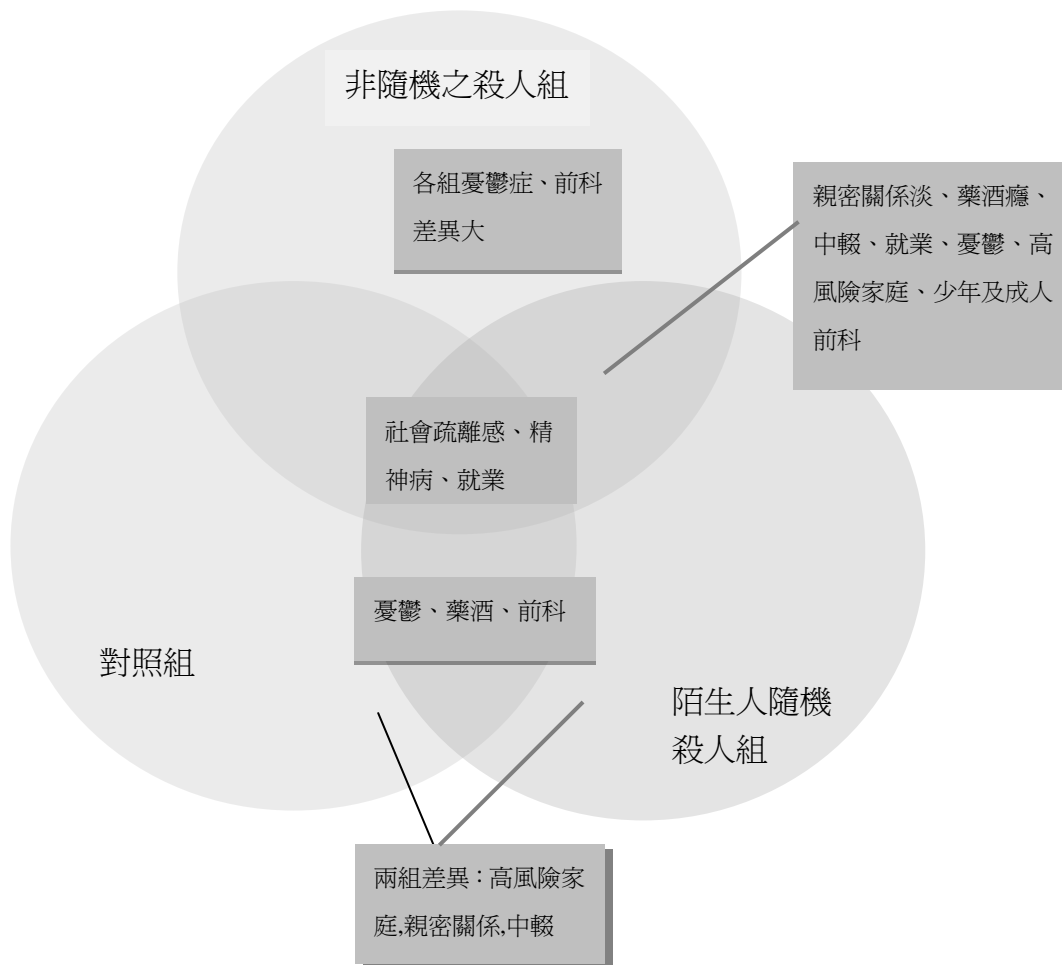 非隨機之殺人組
各組憂鬱症、前科
差異大
親密關係淡、藥酒癮、
中輟、就業、憂鬱、高
風險家庭、少年及成人
前科
社會疏離感、精
神病、就業
憂鬱、藥酒、前科
對照組
陌生人隨機
殺人組
兩組差異：高風險家
庭,親密關係,中輟